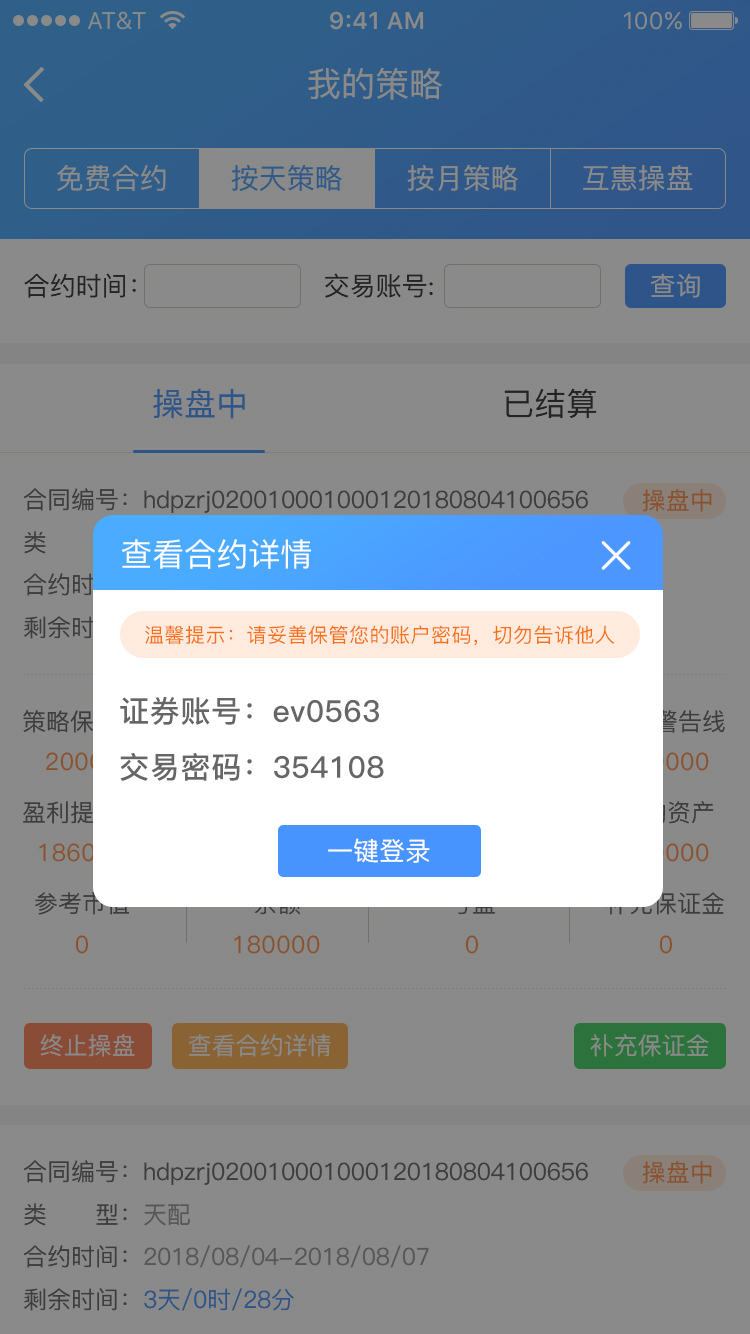 AT&T 9:41 AM 100%
我的策略
免费合约 按天策略 按月策略 互惠操盘
合约时间: 交易账号: 查询
操盘中 已结算
合同编号: hdpzrj020010001000120180804100656 操盘中
类
合约时
剩余时
查看合约详情
温馨提示：请妥善保管您的账户密码，切勿告诉他人
证券账号：ev0563
交易密码：354108
一键登录
策略保 警告线
200 000
盈利提 资产
1860 000
参考市值 余额 补充保证金
0 180000 0 0
终止操盘 查看合约详情 补充保证金
合同编号: hdpzrj020010001000120180804100656 操盘中
类 型: 天配
合约时间: 2018/08/04-2018/08/07
剩余时间: 3天/0时/28分